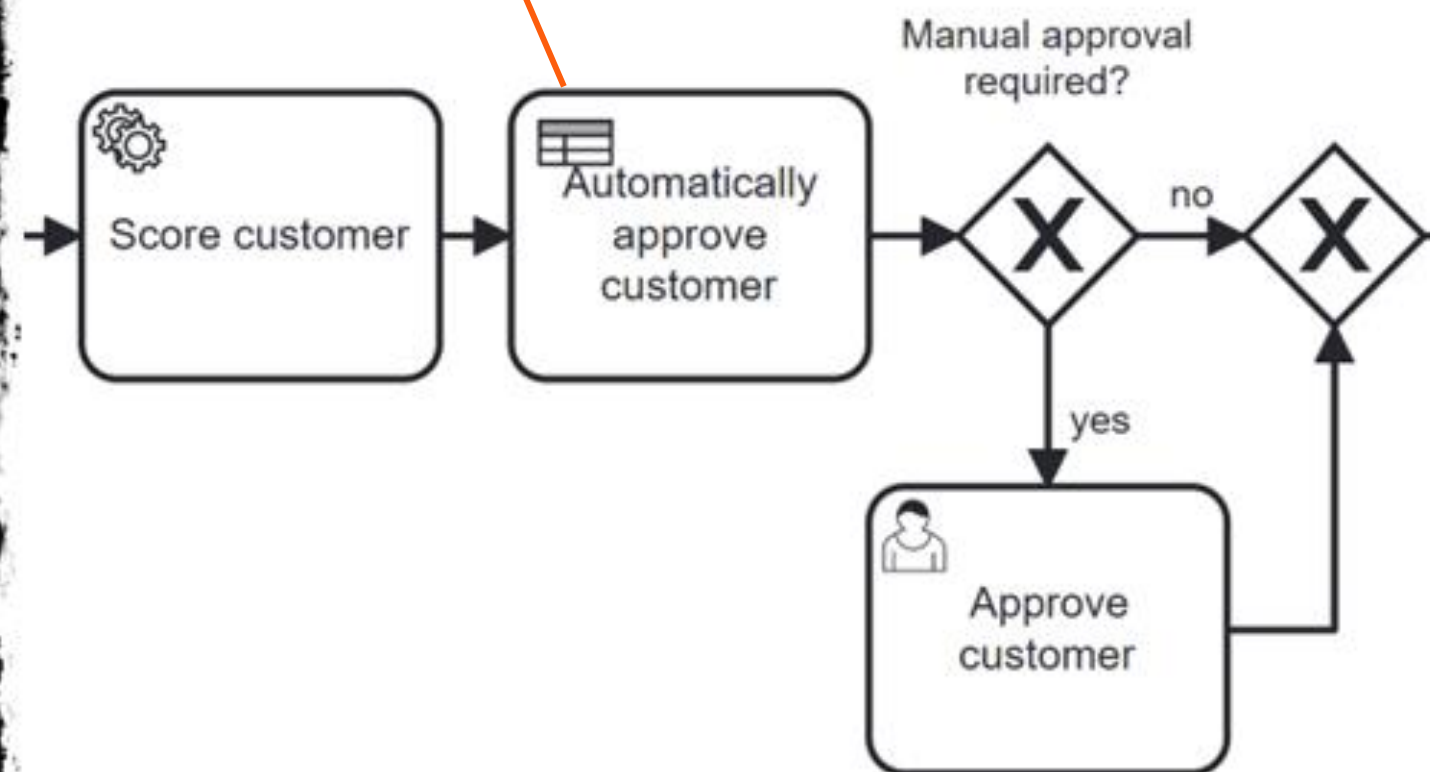 Manual approval
required?
Score customer
Automatically
approve
customer
X
no
X
yes
Approve
customer